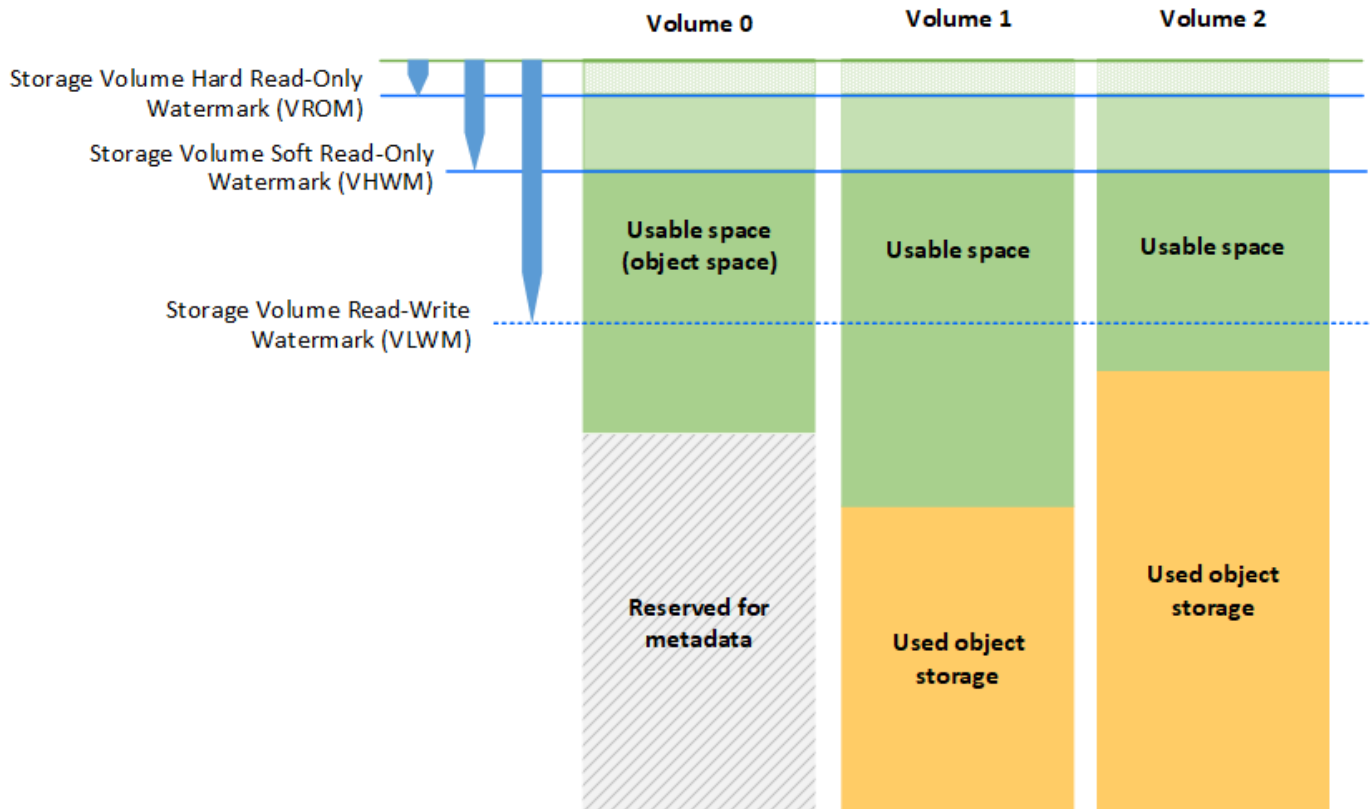 Volume 0
Volume 1
Volume 2
Storage Volume Hard Read-Only
Watermark (VROM)
Storage Volume Soft Read-Only
Watermark (VHWM)
Storage Volume Read-Write
Watermark (VLWM)
Usable space
(object space)
Usable space
Usable space
Reserved for
metadada
Used object
storage
Used object
storage